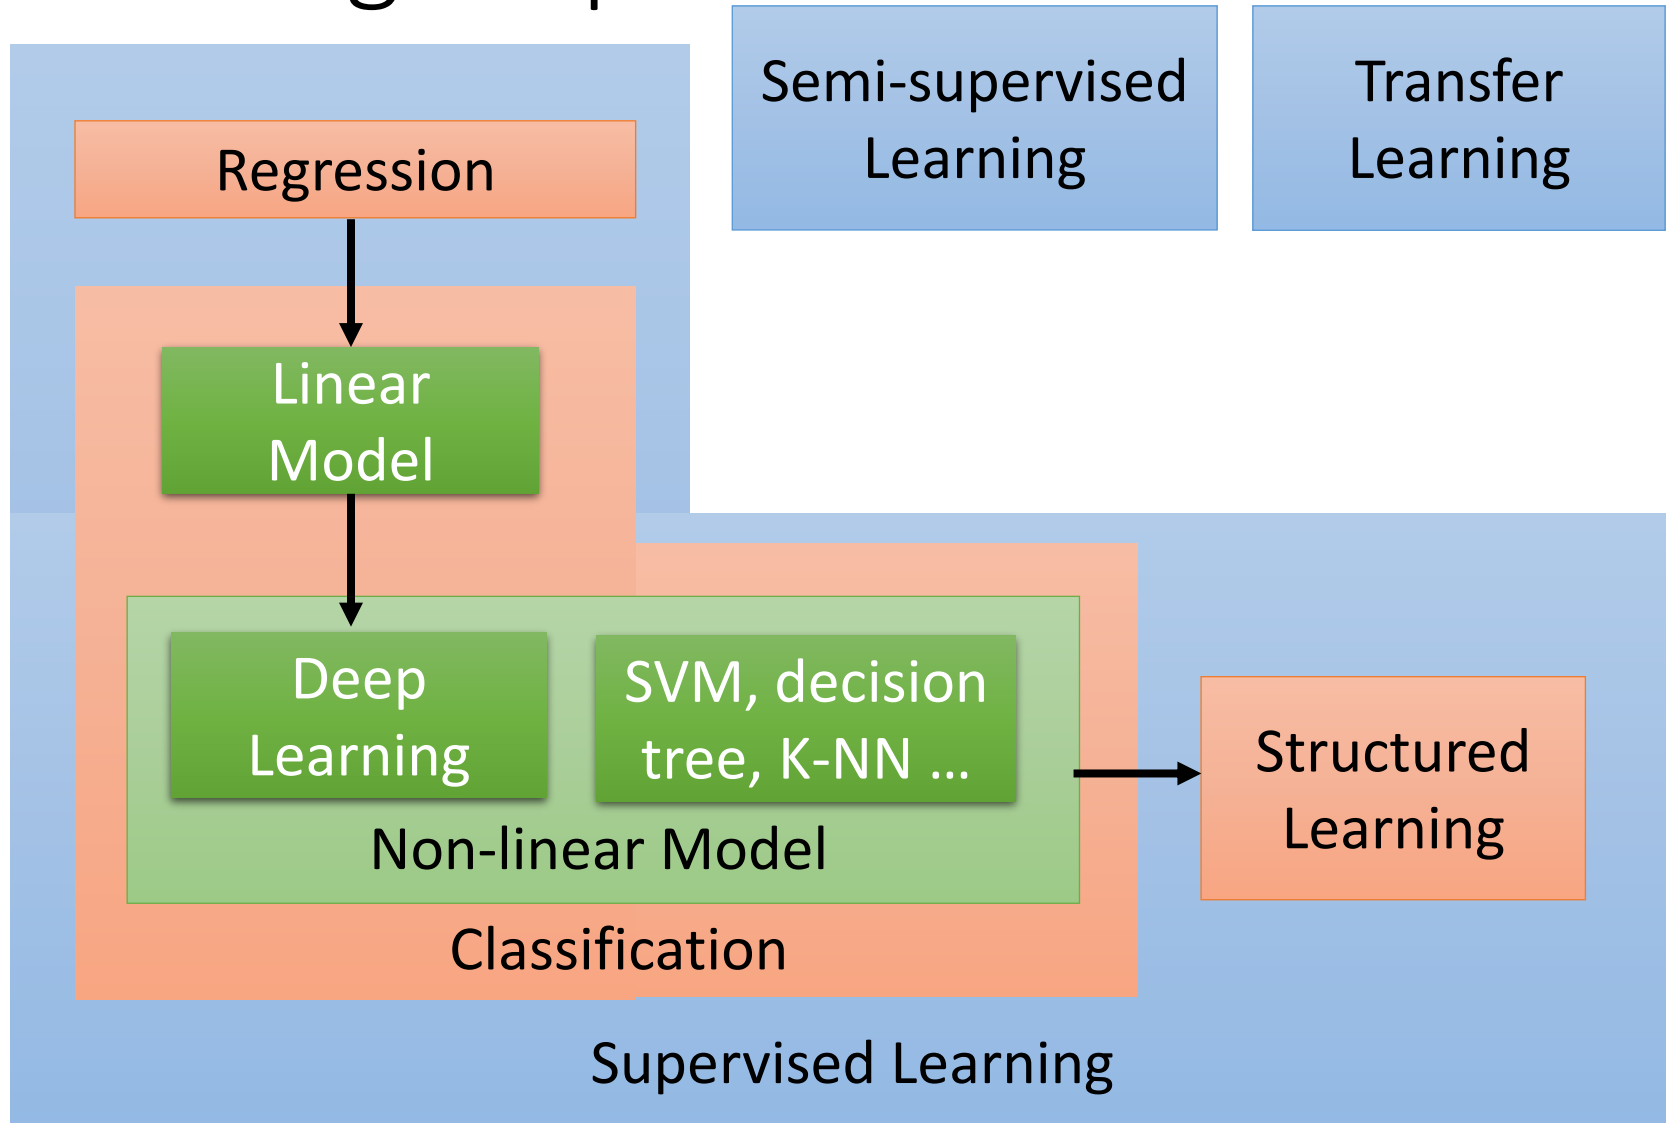 Semi-supervised
Learning
Transfer
Learning
Regression
Linear
Model
Deep
Learning
SVM, decision
tree, K-NN ...
Non-linear Model
Classification
Structured
Learning
Supervised Learning